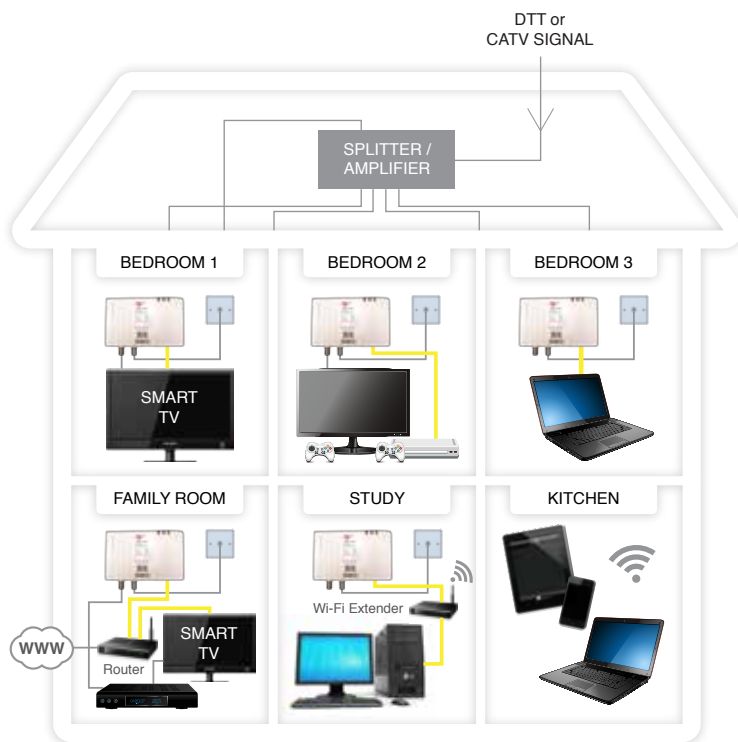 DTT or
CATV SIGNAL
SPLITTER /
AMPLIFIER
BEDROOM 1
BEDROOM 2
BEDROOM 3
SMART
TV
FAMILY ROOM
STUDY
KITCHEN
Wi-Fi Extender
WWW
Router
SMART
TV